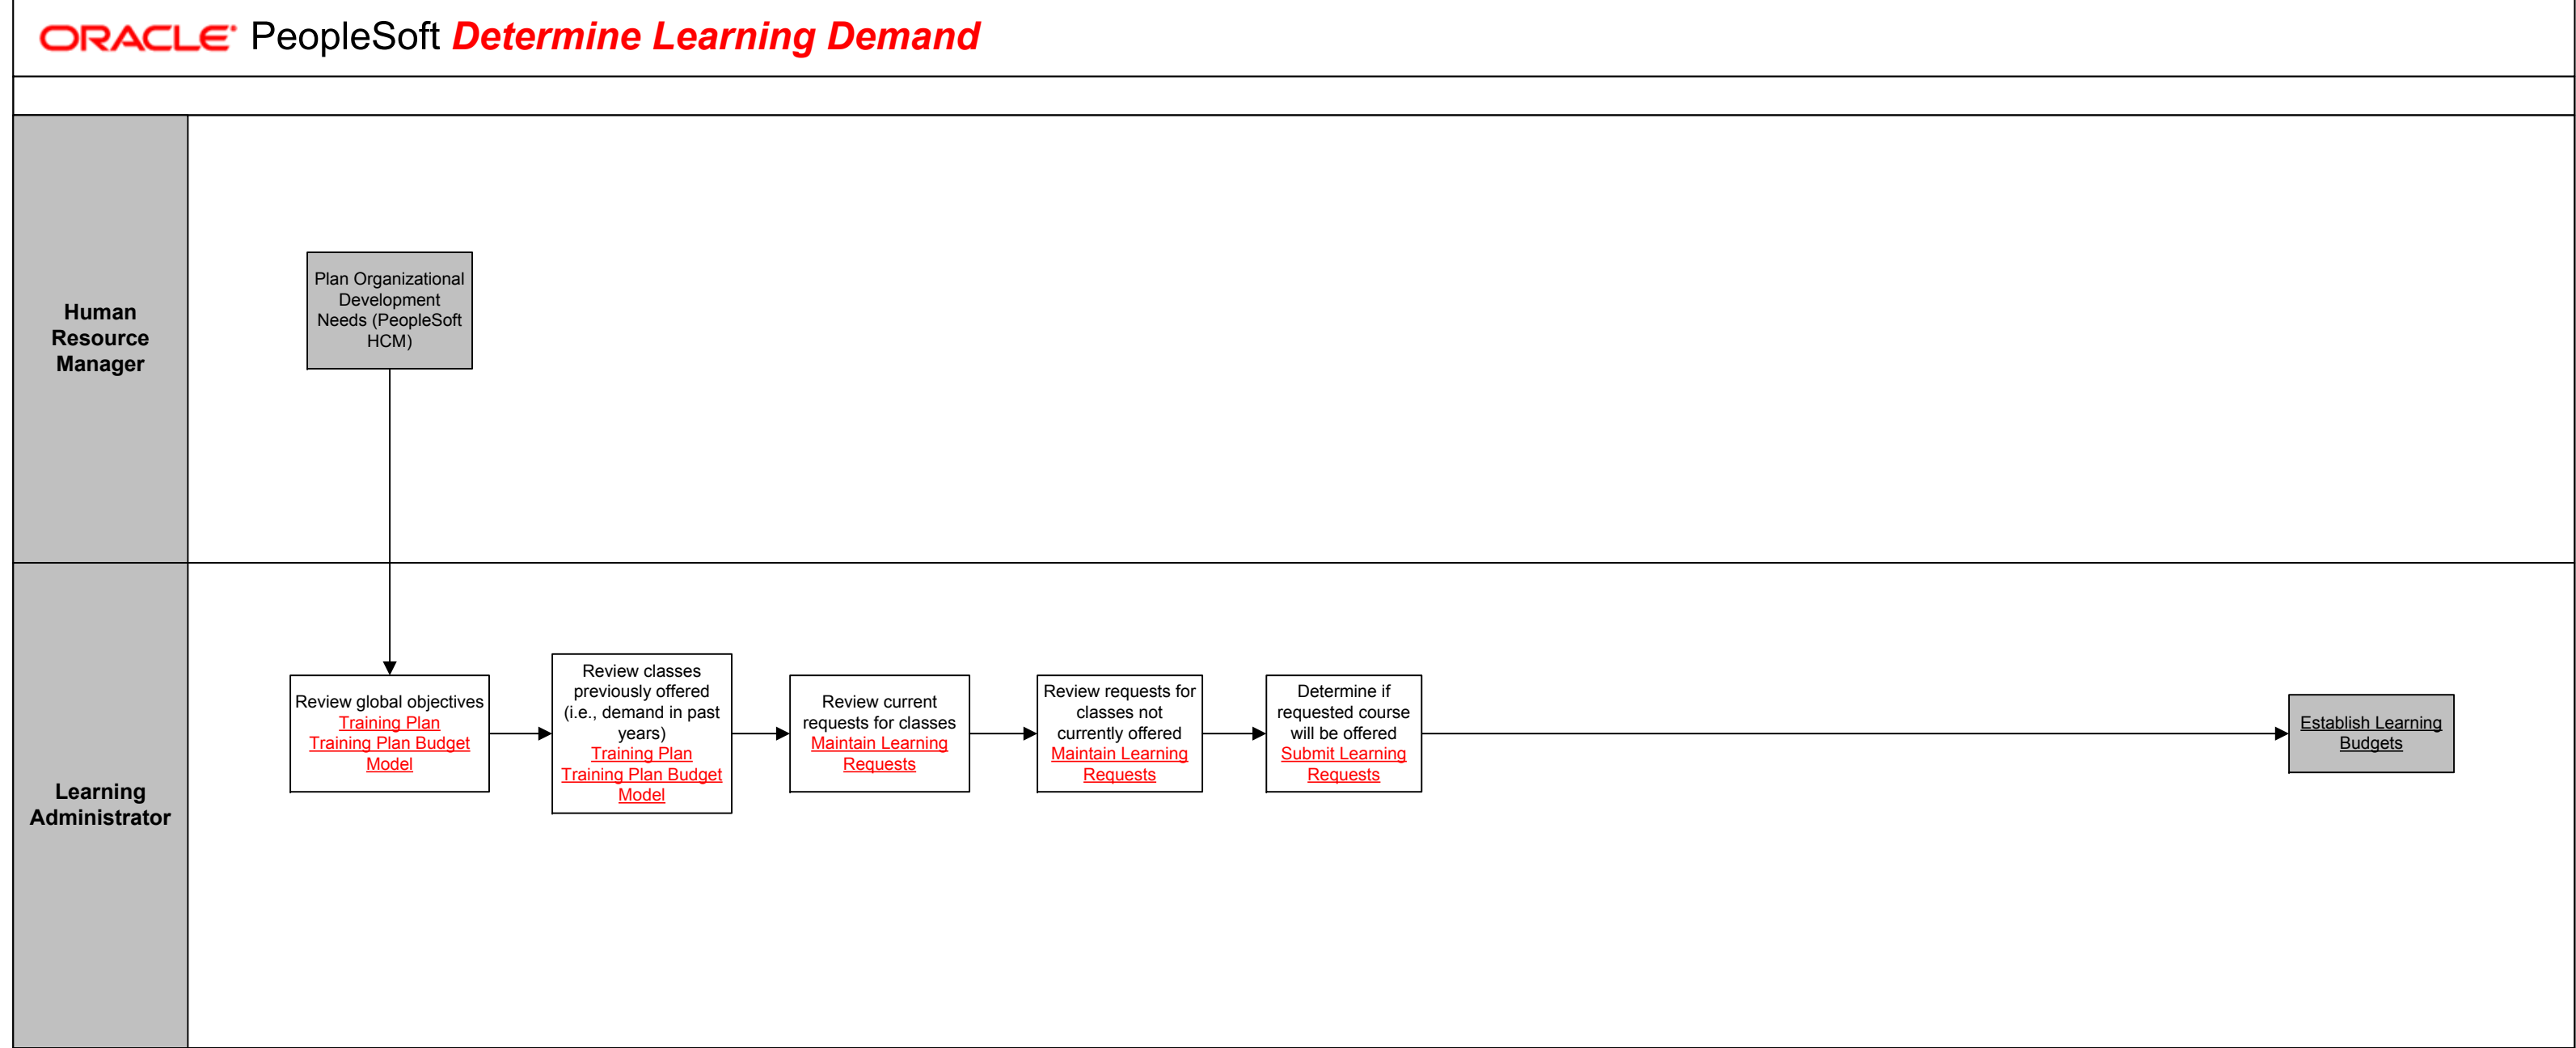 ORACLE PeopleSoft Determine Learning Demand
Human
Resource
Manager
Plan Organizational
Development
Needs (PeopleSoft
HCM)
Learning
Administrator
Review global objectives
Training Plan
Training Plan Budget
Model
Review classes
previously offered
(i.e., demand in past
years)
Training Plan
Training Plan Budget
Model
Review current
requests for classes
Maintain Learning
Requests
Review requests for
classes not
currently offered
Maintain Learning
Requests
Determine if
requested course
will be offered
Submit Learning
Requests
Establish Learning
Budgets